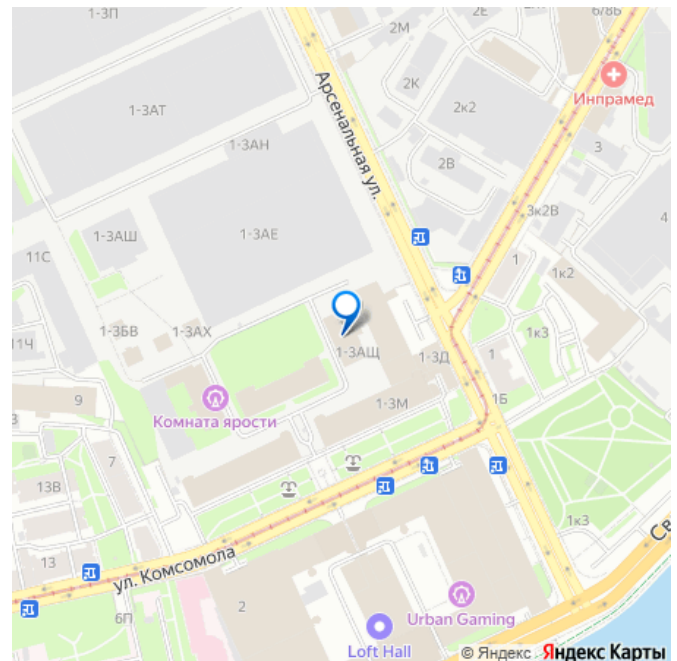 1-3П
2М
2Е
6/8Б
Инпрамед
2К
1-3АТ
2к2
Арсенальная ул.
1-3АН
2В
3
3к2В
4
1-3АШ
1-3АЕ
11С
1
1к2
1-3БВ
1-3АХ
1к3
11Ч
1-3АЩ
1-3Д
1
9
1-3М
1Б
Комната ярости
3
7
13В
1к3
Св
ул. Комсомола
13
6П
2
Urban Gaming
Loft Hall
© Яндекс Яндекс Карты